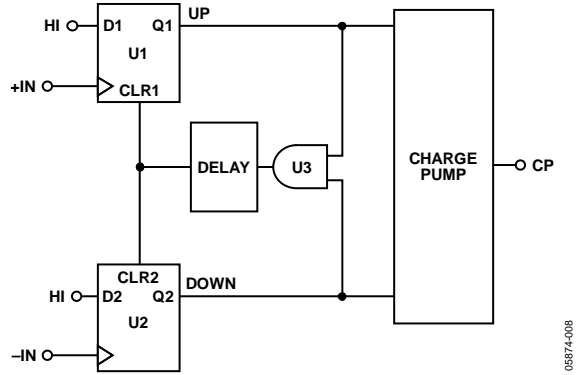 HI D1 Q1 UP
U1
+IN CLR1
DELAY U3 CHARGE
PUMP CP
CLR2
HI D2 Q2 DOWN
U2
–IN
05874-008